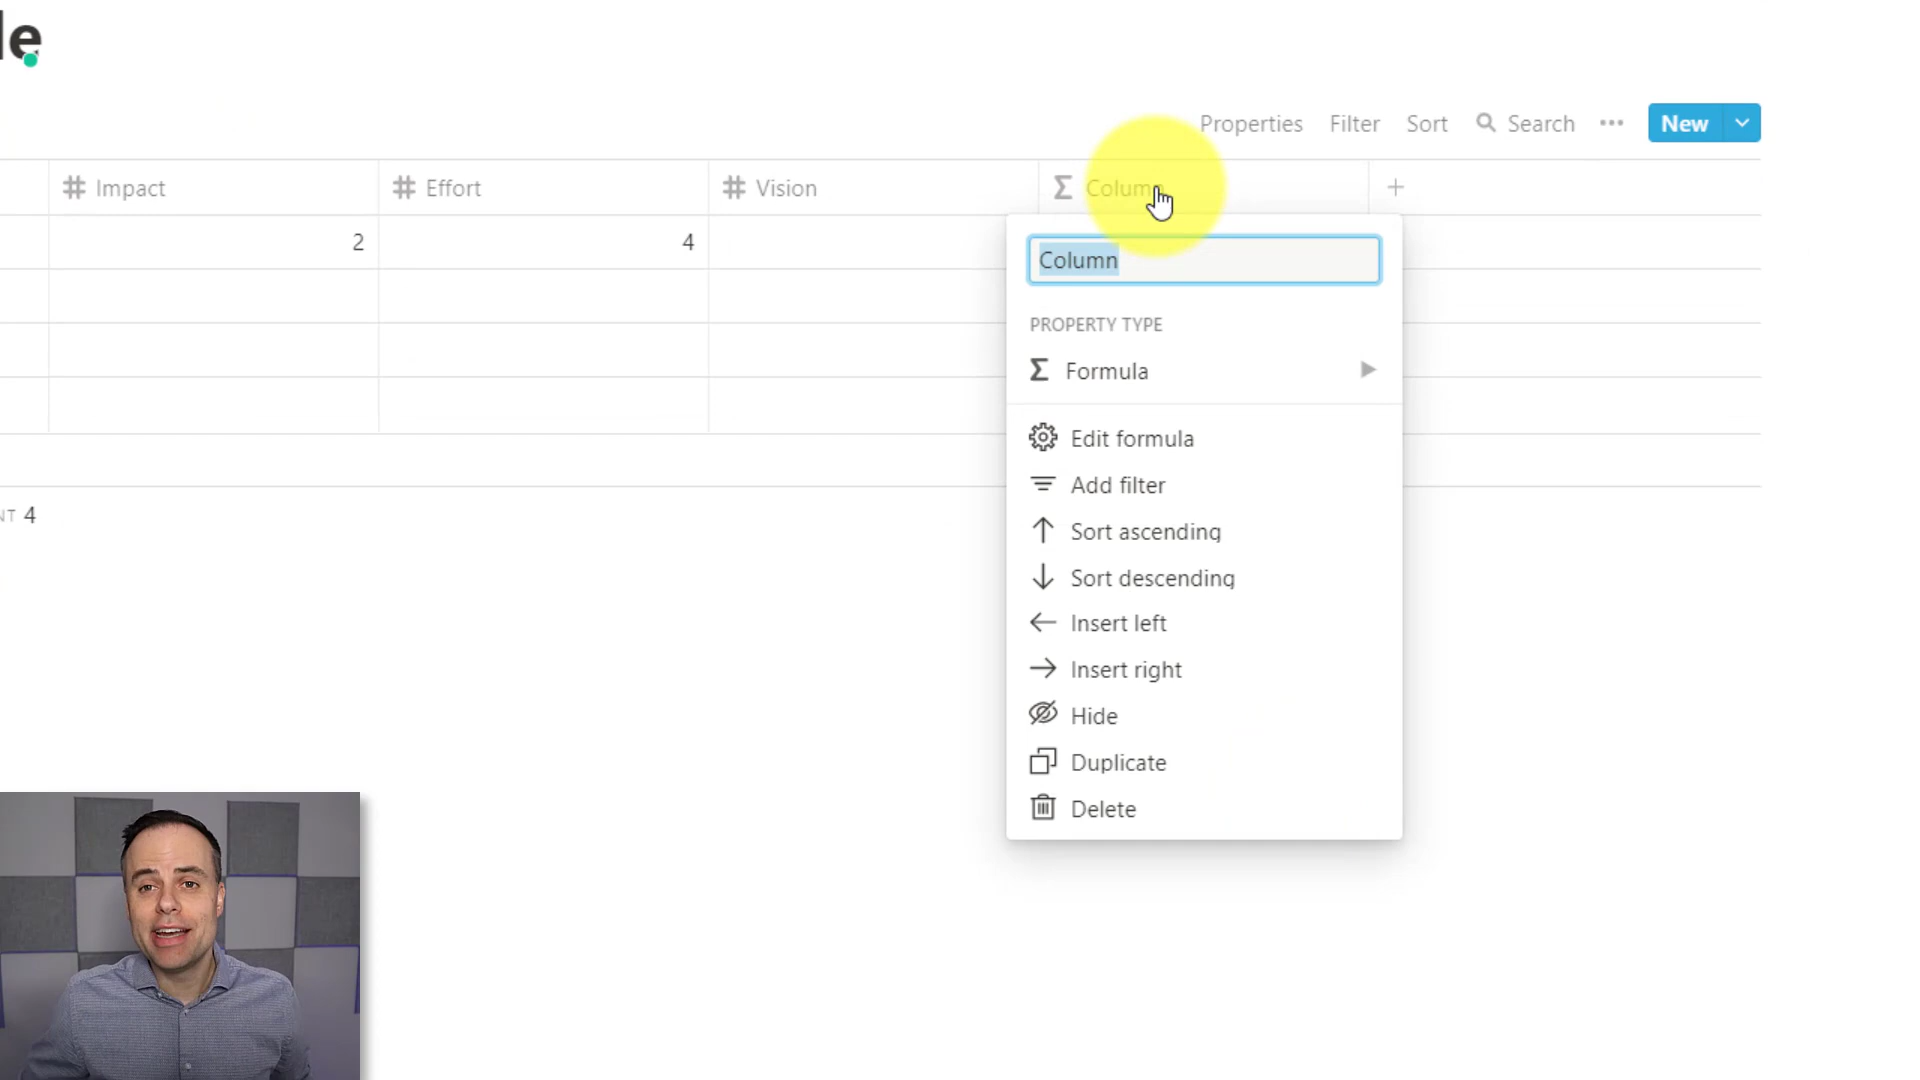 le
Properties Filter Sort Search New
Impact Effort Vision Column
2 4
Column
PROPERTY TYPE
Formula
Edit formula
Add filter
Sort ascending
Sort descending
Insert left
Insert right
Hide
Duplicate
Delete
NT 4